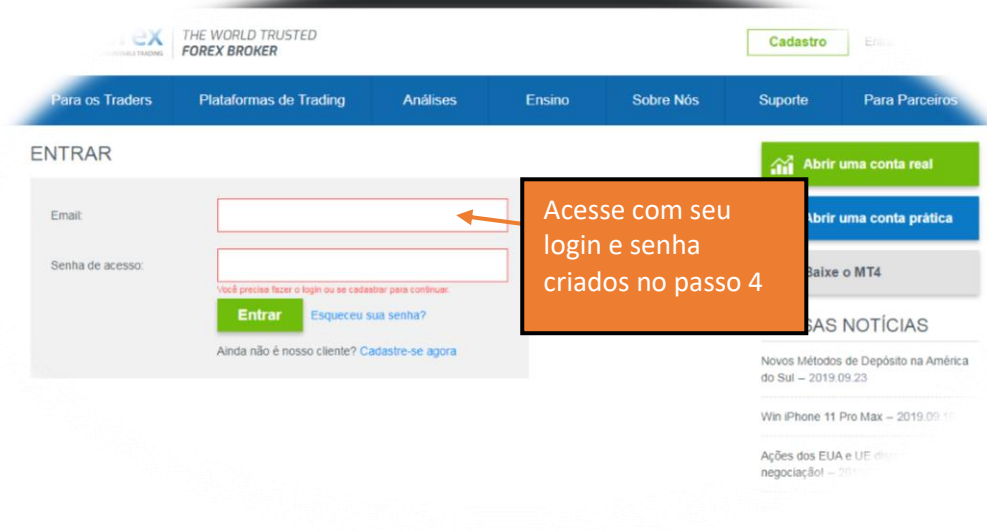 THE WORLD TRUSTED
FOREX BROKER
Cadastro
Para os Traders
Plataformas de Trading
Análises
Ensino
Sobre Nós
Suporte
Para Parceiros
ENTRAR
Abrir uma conta real
Email:
Acesse com seu
login e senha
criados no passo 4
Abrir uma conta prática
Senha de acesso:
Baixe o MT4
Você precisa fazer o login ou se cadastrar para continuar.
Entrar
Esqueceu sua senha?
Ainda não é nosso cliente? Cadastre-se agora
NOTÍCIAS
Novos Métodos de Depósito na América
do Sul – 2019.09.23
Win iPhone 11 Pro Max – 2019.09.
Ações dos EUA e UE
negociação! –